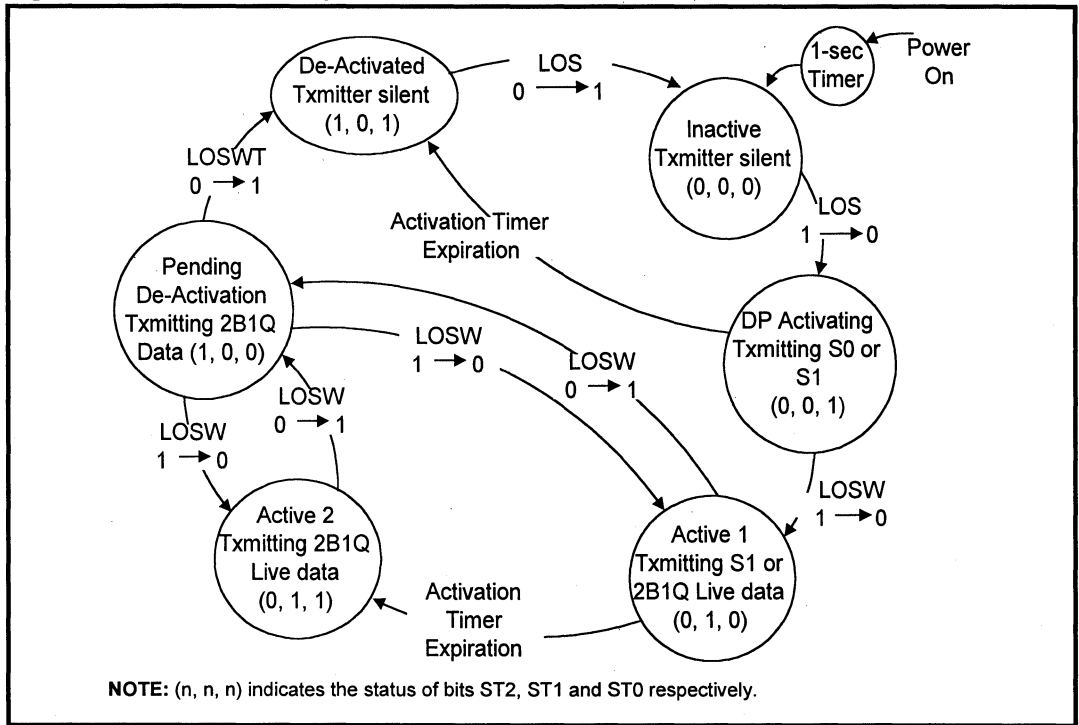 De-Activated
Txmitter silent
(1, 0, 1)
LOS
0 → 1
1-sec
Timer
Power
On
Inactive
Txmitter silent
(0, 0, 0)
LOS
1 → 0
LOSWT
0 → 1
Activation Timer
Expiration
Pending
De-Activation
Txmitting 2B1Q
Data (1, 0, 0)
DP Activating
Txmitting S0 or
S1
(0, 0, 1)
LOSW
1 → 0
LOSW
0 → 1
LOSW
0 → 1
LOSW
1 → 0
LOSW
1 → 0
Active 2
Txmitting 2B1Q
Live data
(0, 1, 1)
Activation
Timer
Expiration
Active 1
Txmitting S1 or
2B1Q Live data
(0, 1, 0)
NOTE: (n, n, n) indicates the status of bits ST2, ST1 and ST0 respectively.